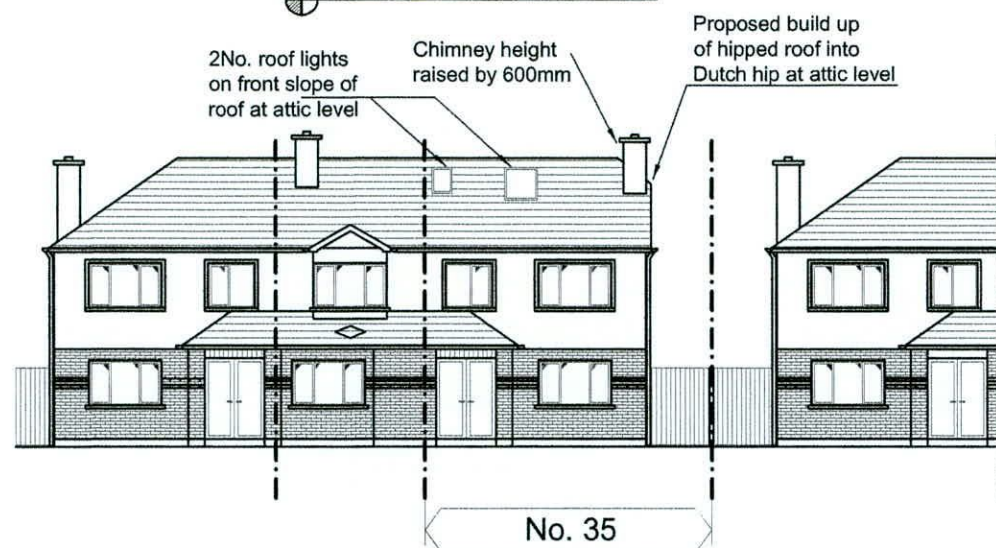 2No. roof lights
on front slope of
roof at attic level
Chimney height
raised by 600mm
Proposed build up
of hipped roof into
Dutch hip at attic level
No. 35